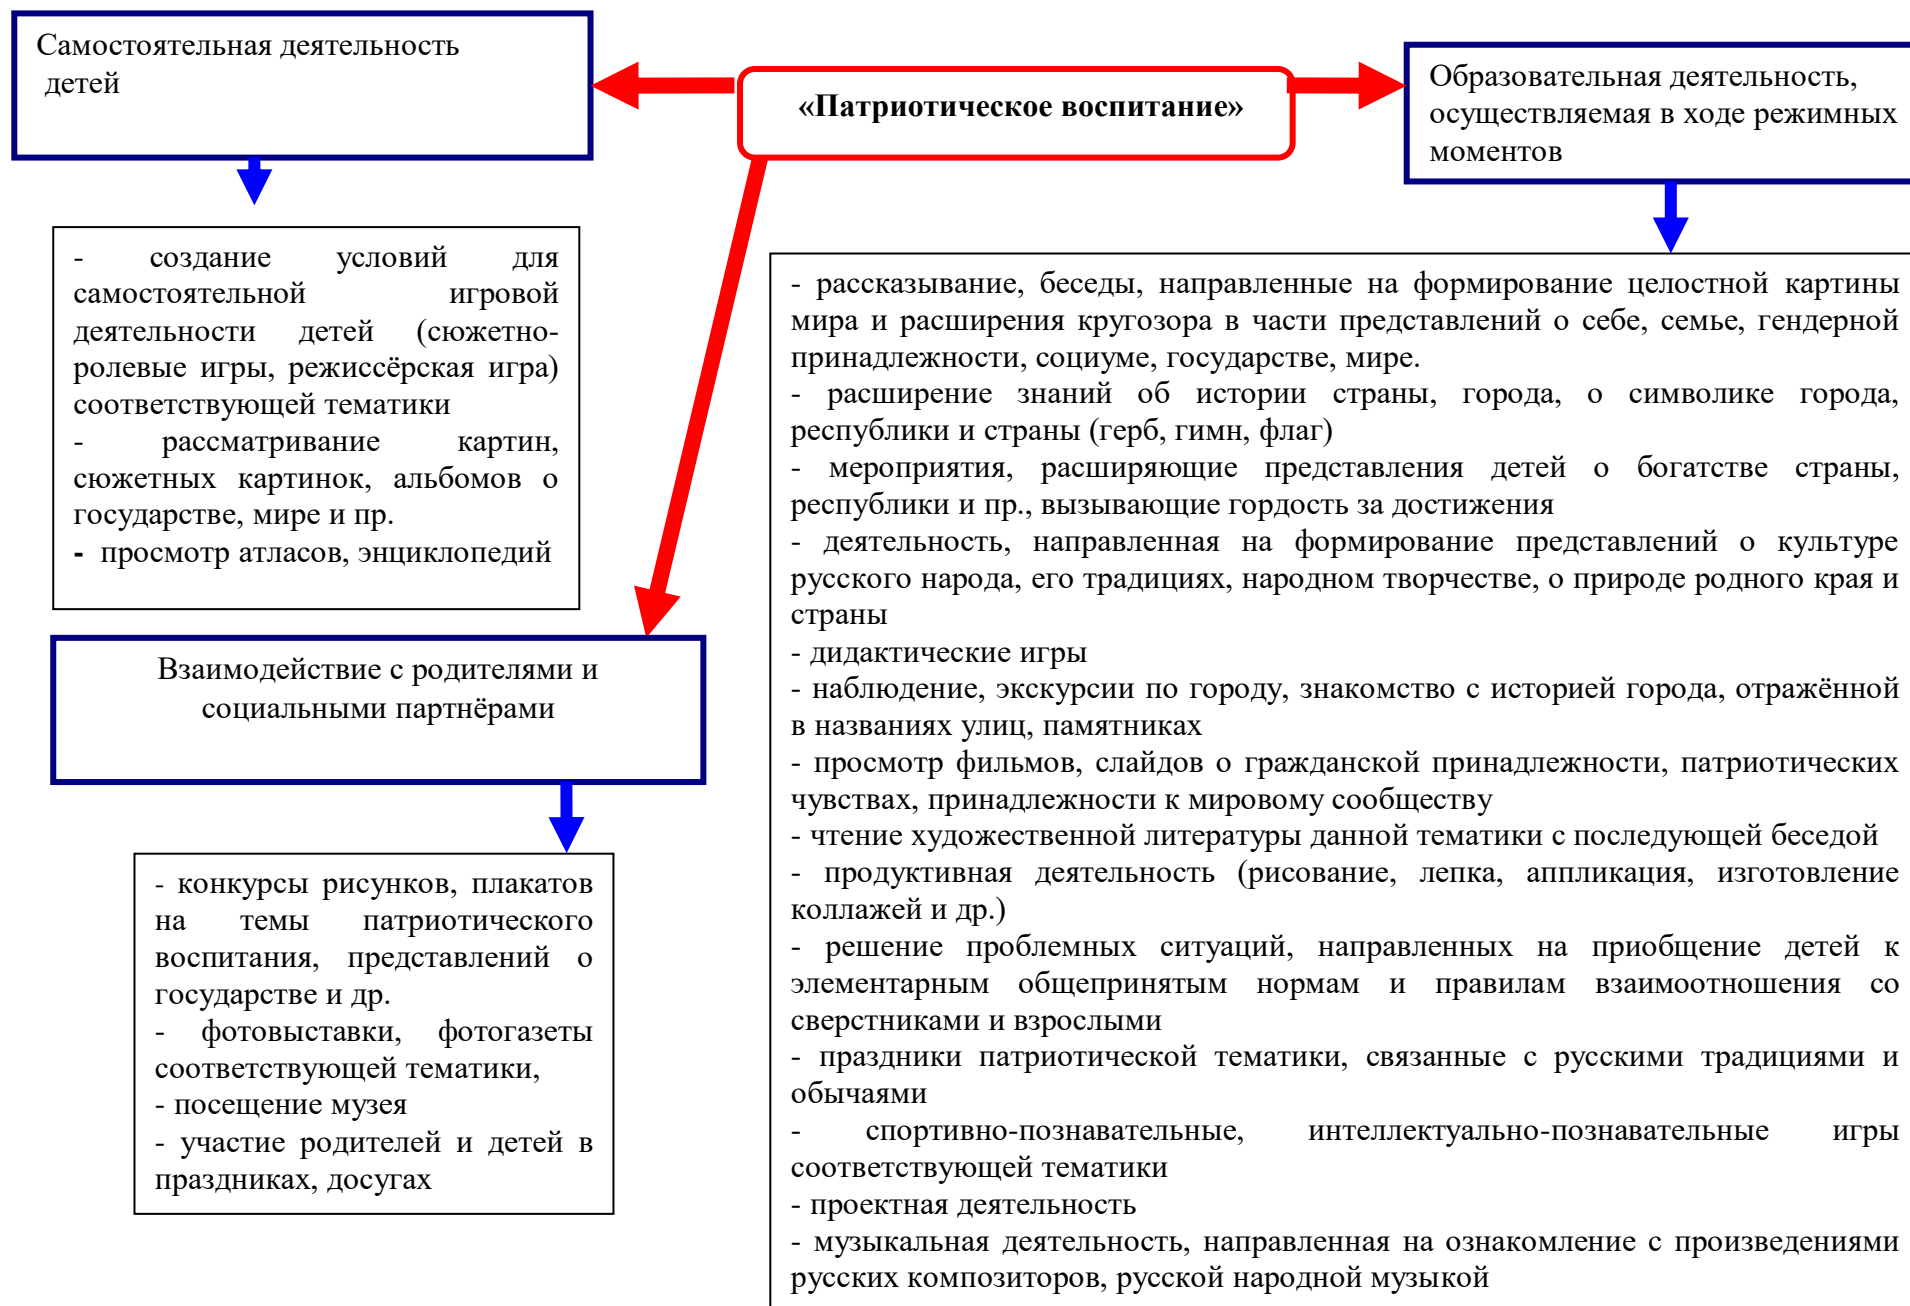 Самостоятельная деятельность
детей
«Патриотическое воспитание»
Образовательная деятельность,
осуществляемая в ходе режимных
моментов
- создание условий для
самостоятельной игровой
деятельности детей (сюжетно-
ролевые игры, режиссёрская игра)
соответствующей тематики
- рассматривание картин,
сюжетных картинок, альбомов о
государстве, мире и пр.
- просмотр атласов, энциклопедий
Взаимодействие с родителями и
социальными партнёрами
- конкурсы рисунков, плакатов
на темы патриотического
воспитания, представлений о
государстве и др.
- фотовыставки, фотогазеты
соответствующей тематики,
- посещение музея
- участие родителей и детей в
праздниках, досугах
- рассказывание, беседы, направленные на формирование целостной картины
мира и расширения кругозора в части представлений о себе, семье, гендерной
принадлежности, социуме, государстве, мире.
- расширение знаний об истории страны, города, о символике города,
республики и страны (герб, гимн, флаг)
- мероприятия, расширяющие представления детей о богатстве страны,
республики и пр., вызывающие гордость за достижения
- деятельность, направленная на формирование представлений о культуре
русского народа, его традициях, народном творчестве, о природе родного края и
страны
- дидактические игры
- наблюдение, экскурсии по городу, знакомство с историей города, отражённой
в названиях улиц, памятниках
- просмотр фильмов, слайдов о гражданской принадлежности, патриотических
чувствах, принадлежности к мировому сообществу
- чтение художественной литературы данной тематики с последующей беседой
- продуктивная деятельность (рисование, лепка, аппликация, изготовление
коллажей и др.)
- решение проблемных ситуаций, направленных на приобщение детей к
элементарным общепринятым нормам и правилам взаимоотношения со
сверстниками и взрослыми
- праздники патриотической тематики, связанные с русскими традициями и
обычаями
- спортивно-познавательные, интеллектуально-познавательные игры
соответствующей тематики
- проектная деятельность
- музыкальная деятельность, направленная на ознакомление с произведениями
русских композиторов, русской народной музыкой